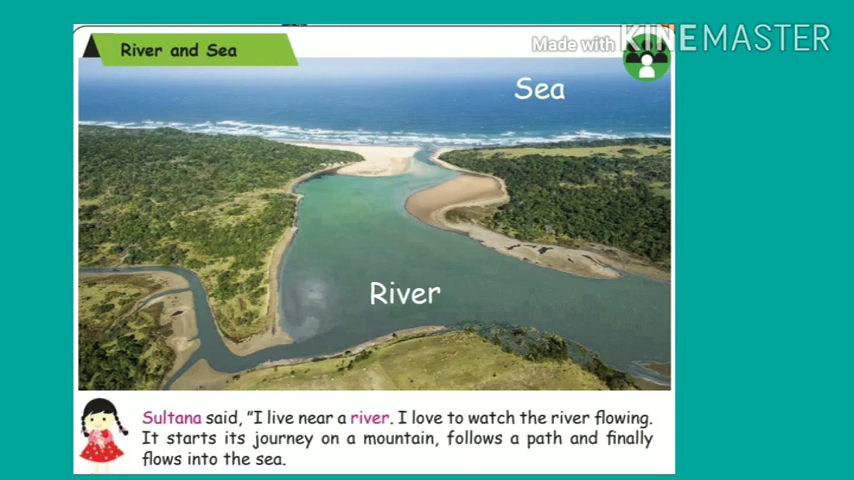 Made with KINEMASTER
River and Sea
Sea
River
Sultana said, "I live near a river. I love to watch the river flowing.
It starts its journey on a mountain, follows a path and finally
flows into the sea.